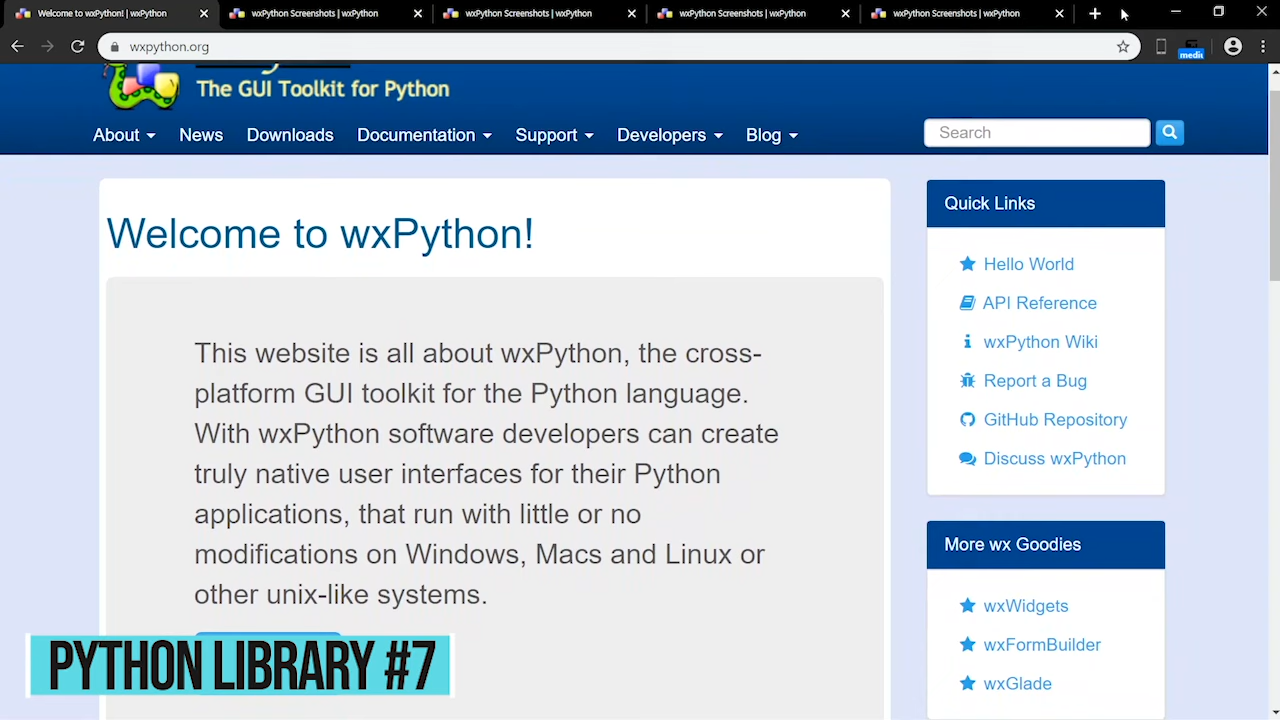 Welcome to wxPython! | wxPython
wxPython Screenshots | wxPython
wxPython Screenshots | wxPython
wxPython Screenshots | wxPython
wxPython Screenshots | wxPython
wxpython.org
The GUI Toolkit for Python
About
News
Downloads
Documentation
Support
Developers
Blog
Search
Welcome to wxPython!
This website is all about wxPython, the cross-
platform GUI toolkit for the Python language.
With wxPython software developers can create
truly native user interfaces for their Python
applications, that run with little or no
modifications on Windows, Macs and Linux or
other unix-like systems.
Quick Links
Hello World
API Reference
wxPython Wiki
Report a Bug
GitHub Repository
Discuss wxPython
More wx Goodies
wxWidgets
wxFormBuilder
wxGlade
PYTHON LIBRARY #7